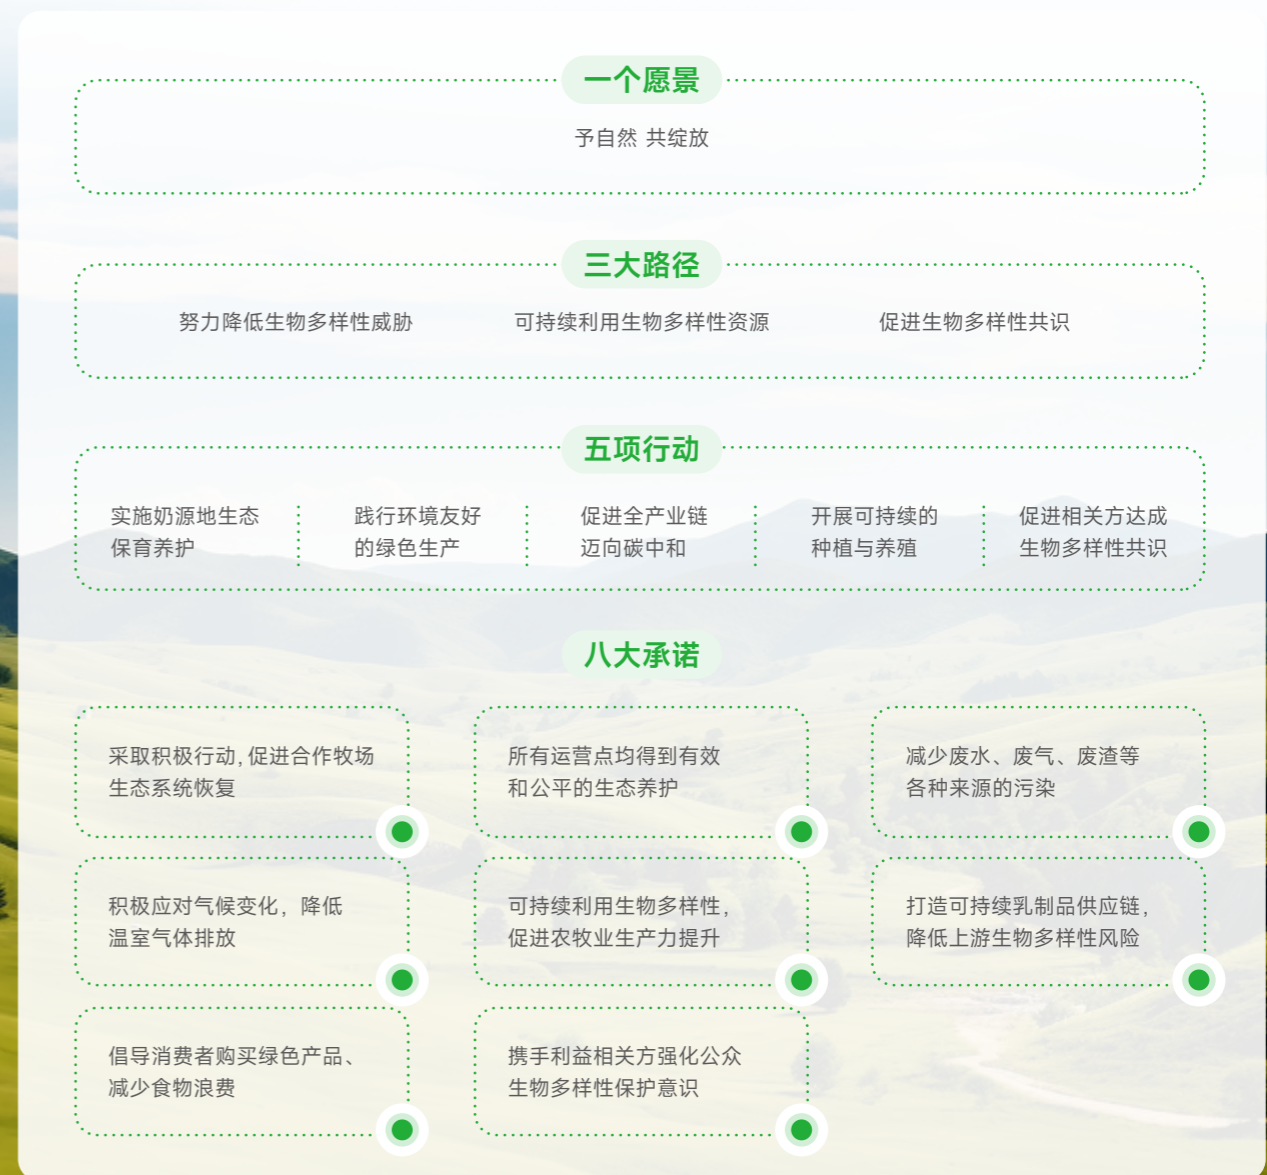 一个愿景
予自然 共绽放
三大路径
努力降低生物多样性威胁
可持续利用生物多样性资源
促进生物多样性共识
五项行动
实施奶源地生态
保育养护
践行环境友好
的绿色生产
促进全产业链
迈向碳中和
开展可持续的
种植与养殖
促进相关方达成
生物多样性共识
八大承诺
采取积极行动,促进合作牧场
生态系统恢复
所有运营点均得到有效
和公平的生态养护
减少废水、废气、废渣等
各种来源的污染
积极应对气候变化，降低
温室气体排放
可持续利用生物多样性，
促进农牧业生产力提升
打造可持续乳制品供应链，
降低上游生物多样性风险
倡导消费者购买绿色产品、
减少食物浪费
携手利益相关方强化公众
生物多样性保护意识